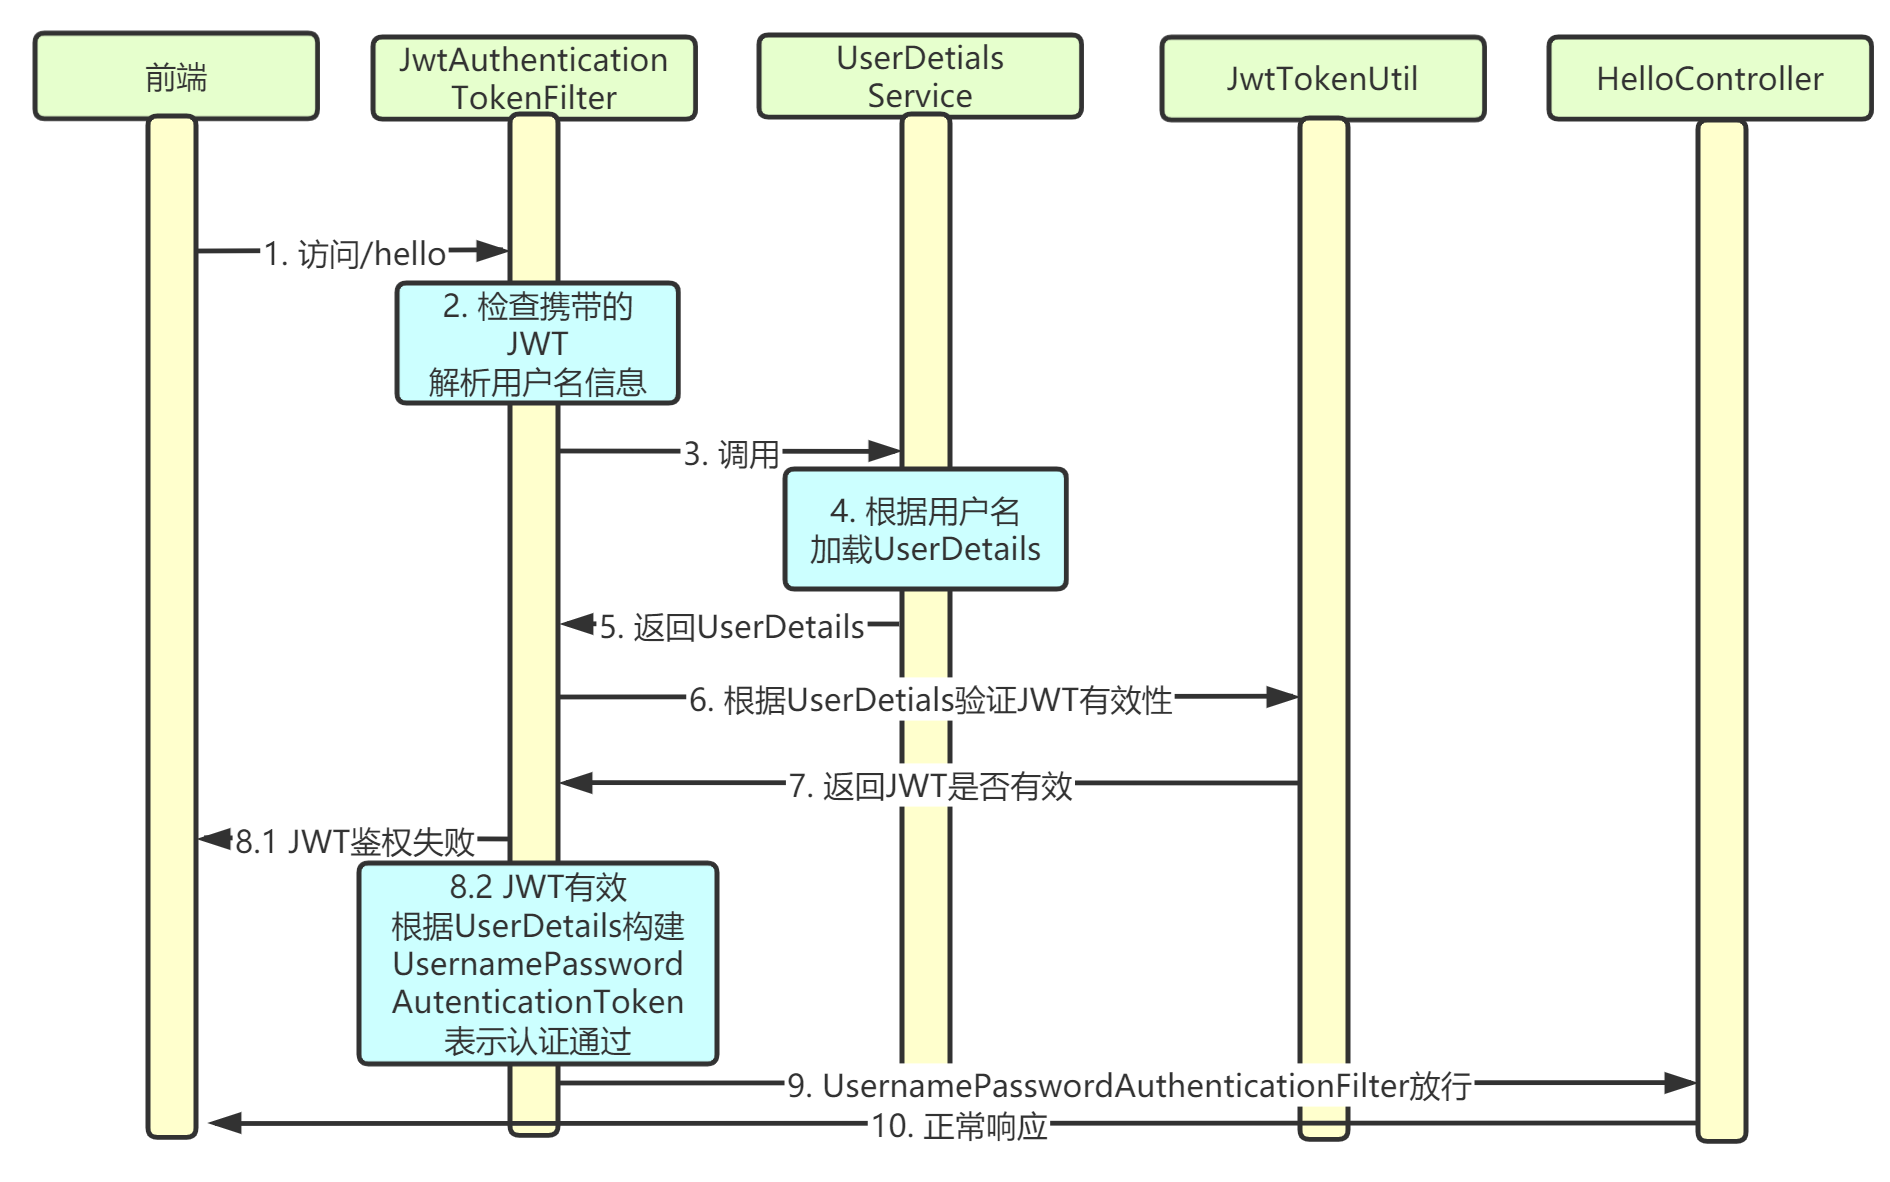 前端
JwtAuthentication
TokenFilter
UserDetials
Service
JwtTokenUtil
HelloController
1. 访问/hello
2. 检查携带的
JWT
解析用户名信息
3. 调用
4. 根据用户名
加载UserDetails
5. 返回UserDetails
6. 根据UserDetials验证JWT有效性
7. 返回JWT是否有效
8.1 JWT鉴权失败
8.2 JWT有效
根据UserDetails构建
UsernamePassword
AutenticationToken
表示认证通过
9. UsernamePasswordAuthenticationFilter放行
10. 正常响应